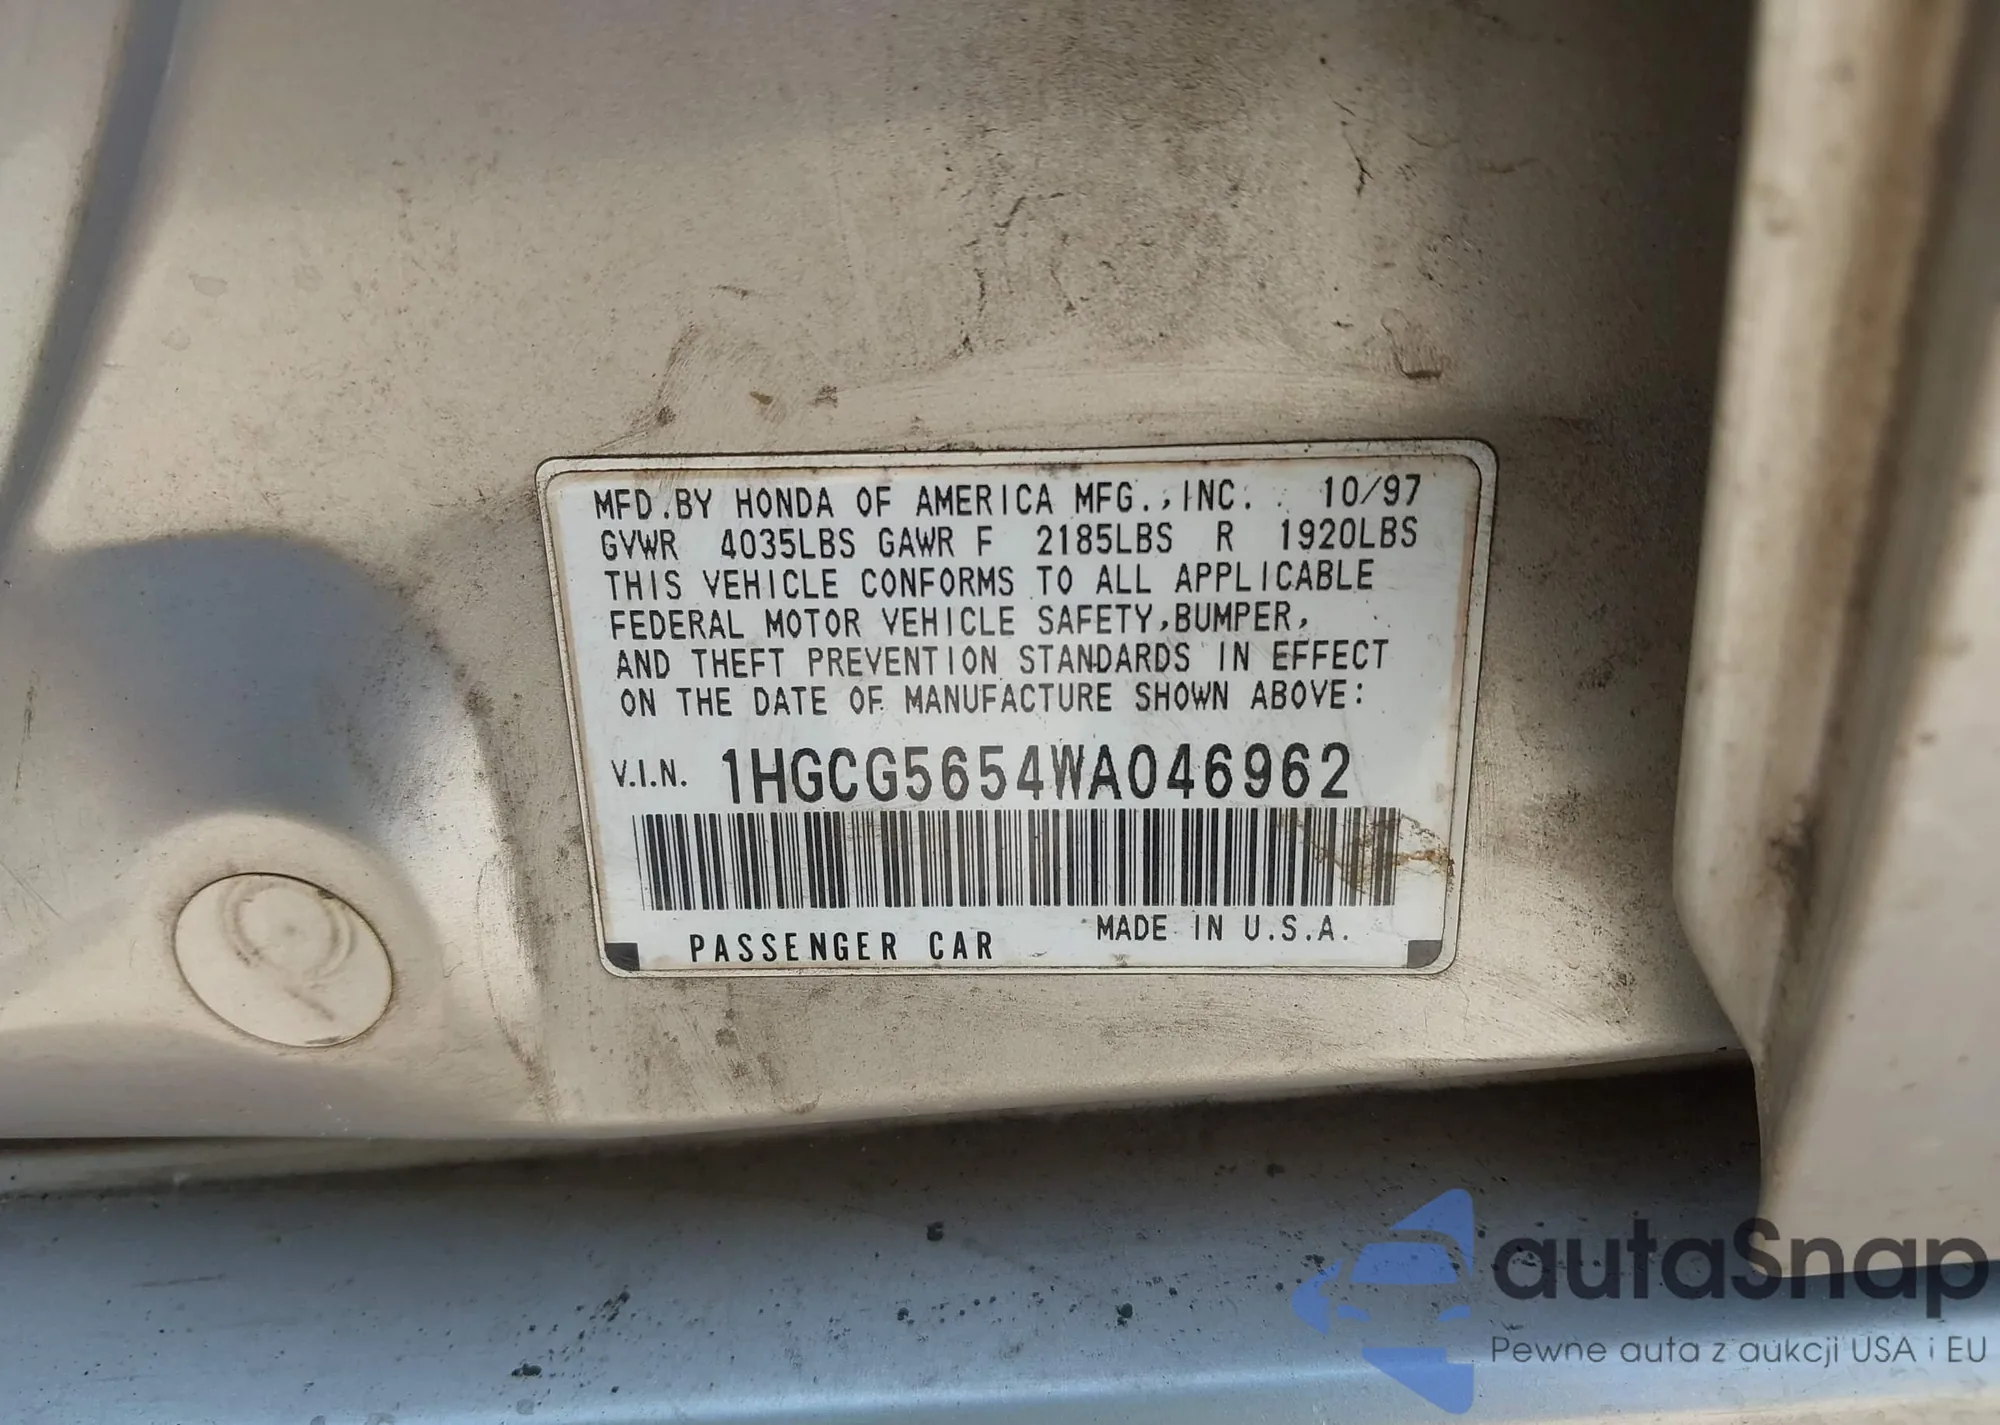 MFD.BY HONDA OF AMERICA MFG.,INC. 10/97
GVWR 4035LBS GAWR F 2185LBS R 1920LBS
THIS VEHICLE CONFORMS TO ALL APPLICABLE
FEDERAL MOTOR VEHICLE SAFETY,BUMPER,
AND THEFT PREVENTION STANDARDS IN EFFECT
ON THE DATE OF MANUFACTURE SHOWN ABOVE:
V.I.N. 1HGCG5654WA046962
PASSENGER CAR MADE IN U.S.A.
autaSnap
Pewne auta z aukcji USA i EU